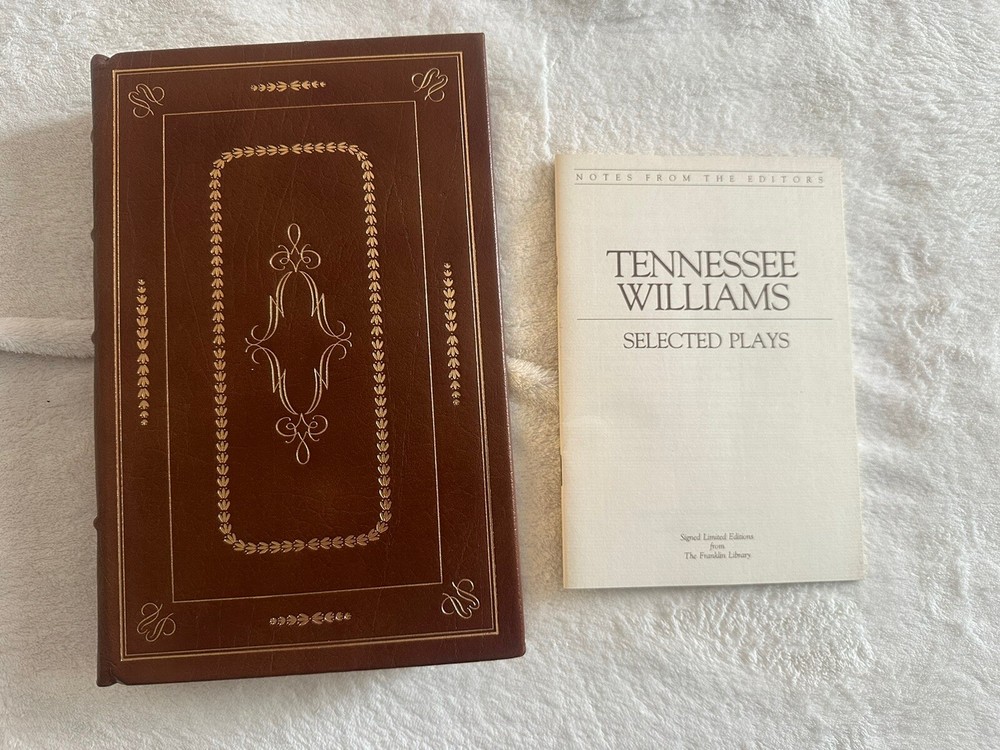 NOTES FROM THE EDITORS
TENNESSEE
WILLIAMS
SELECTED PLAYS
Signed Limited Editions
from
The Franklin Library